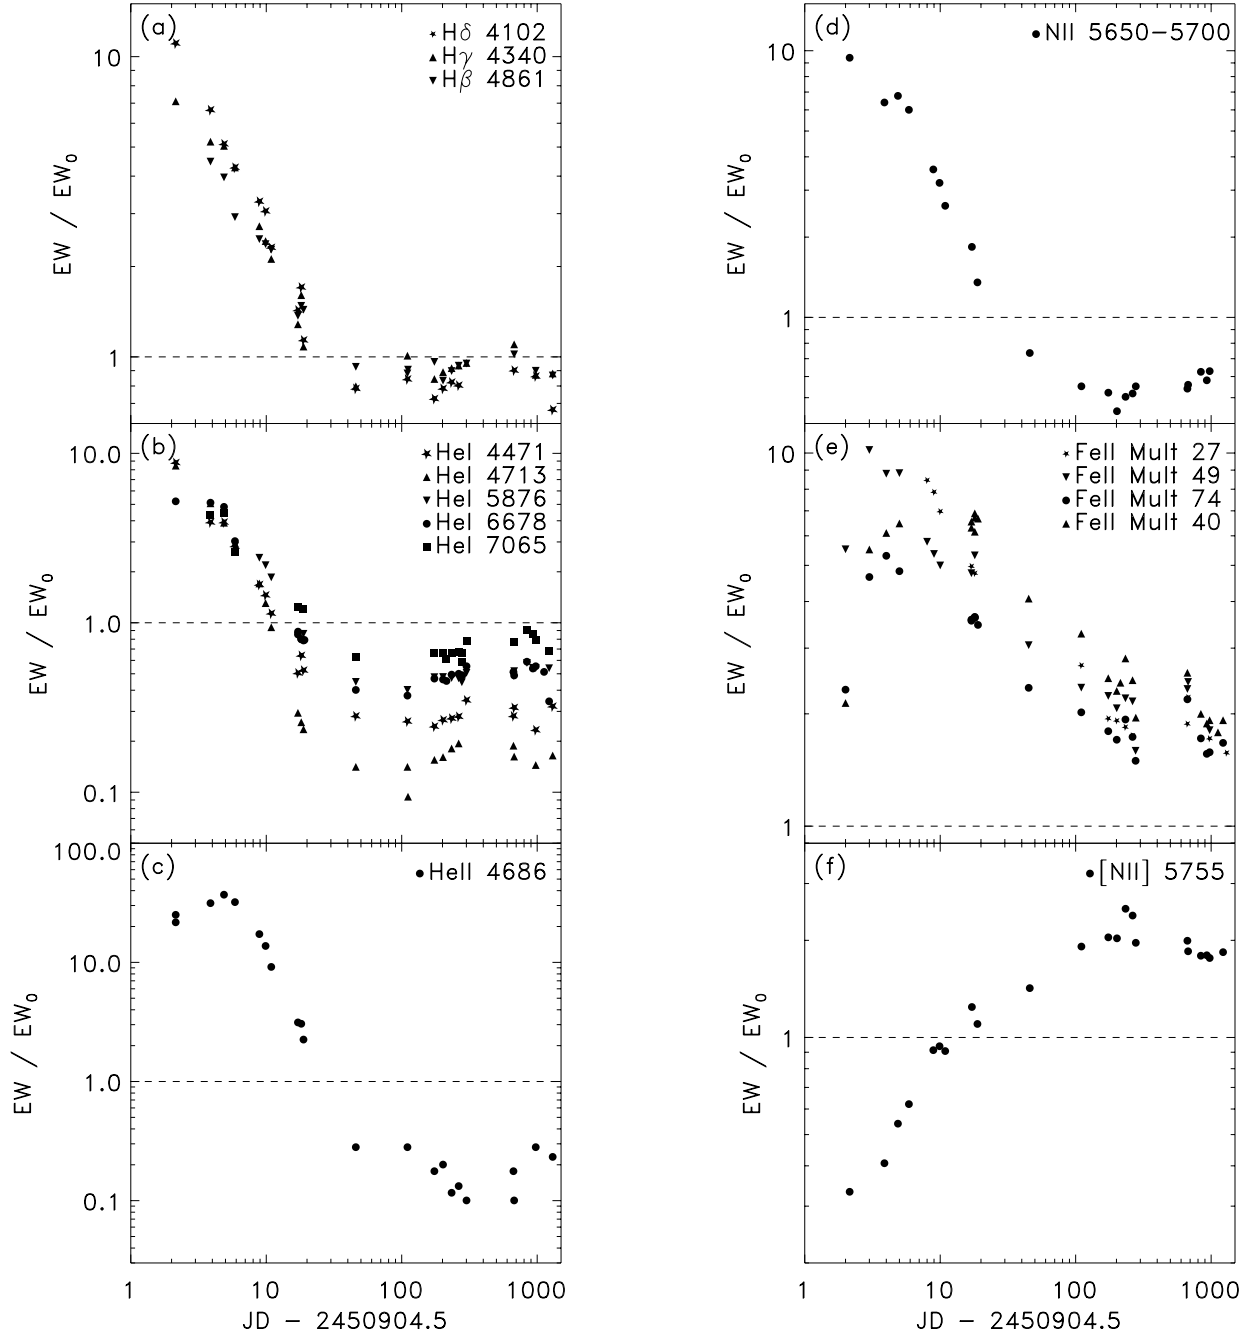 (a)
Hδ 4102
Hγ 4340
Hβ 4861
10
1
EW / EW0
(b)
HeI 4471
HeI 4713
HeI 5876
HeI 6678
HeI 7065
10.0
1.0
0.1
EW / EW0
(c)
HeII 4686
100.0
10.0
1.0
0.1
EW / EW0
1 10 100 1000
JD − 2450904.5
(d)
NII 5650−5700
10
1
EW / EW0
(e)
FeII Mult 27
FeII Mult 49
FeII Mult 74
FeII Mult 40
10
1
EW / EW0
(f)
[NII] 5755
1
EW / EW0
1 10 100 1000
JD − 2450904.5